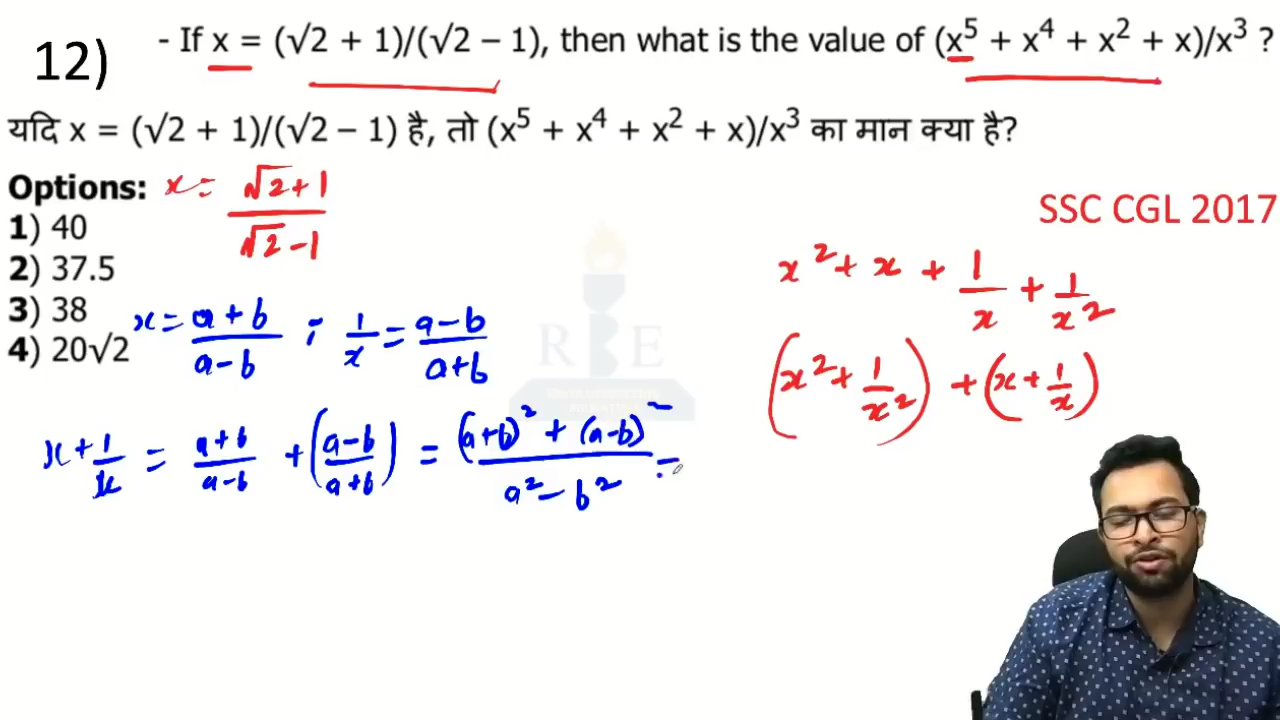 12)
- If x = (√2 + 1)/(√2 − 1), then what is the value of (x⁵ + x⁴ + x² + x)/x³ ?
यदि x = (√2 + 1)/(√2 − 1) है, तो (x⁵ + x⁴ + x² + x)/x³ का मान क्या है?
Options:
1) 40
2) 37.5
3) 38
4) 20√2
x = (√2+1)/(√2-1)
SSC CGL 2017
x² + x + 1/x + 1/x²
(x² + 1/x²) + (x + 1/x)
x = (a+b)/(a-b) ; 1/x = (a-b)/(a+b)
x + 1/x = (a+b)/(a-b) + ((a-b)/(a+b)) = ((a+b)² + (a-b)²)/(a²-b²) =
R E